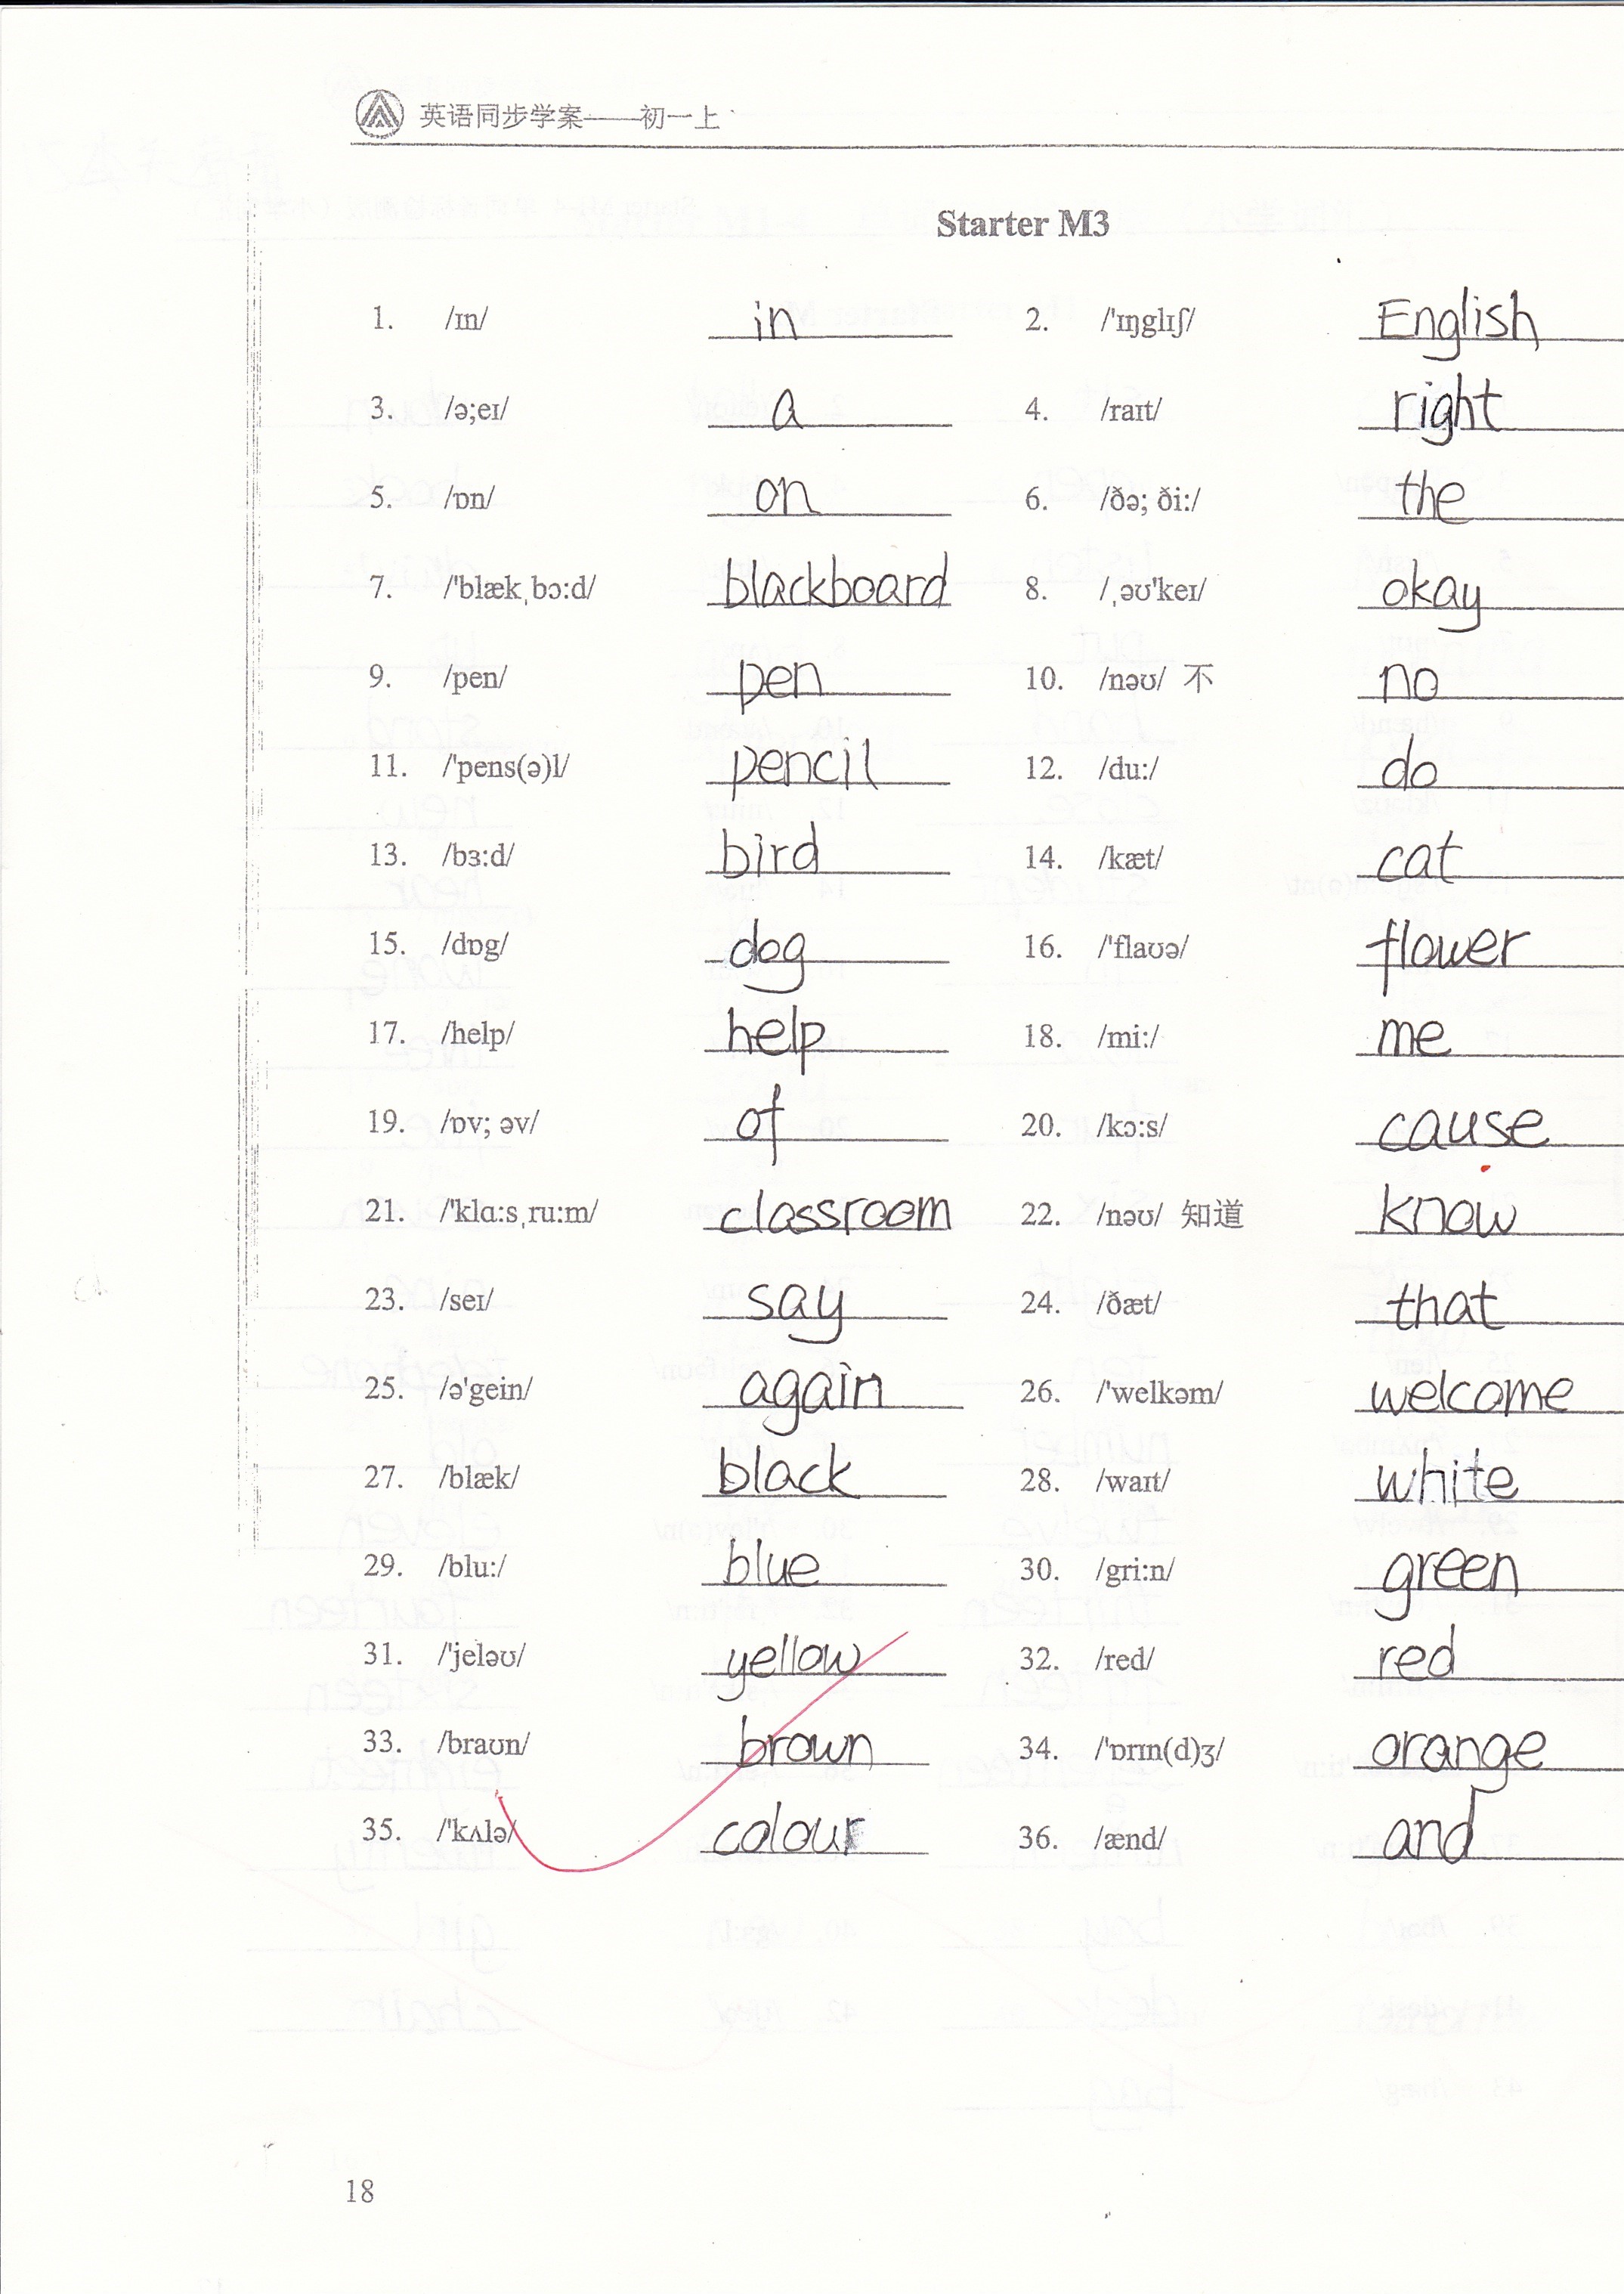 英语同步学案——初一上
Starter M3
1. /ɪn/ in 2. /'ɪŋglɪʃ/ English
3. /ə;eɪ/ a 4. /raɪt/ right
5. /ɒn/ on 6. /ðə; ði:/ the
7. /'blækˌbɔ:d/ blackboard 8. /ˌəʊ'keɪ/ okay
9. /pen/ pen 10. /nəʊ/ 不 no
11. /'pens(ə)l/ pencil 12. /du:/ do
13. /bɜ:d/ bird 14. /kæt/ cat
15. /dɒg/ dog 16. /'flaʊə/ flower
17. /help/ help 18. /mi:/ me
19. /ɒv; əv/ of 20. /kɔ:s/ cause
21. /'klɑ:sˌru:m/ classroom 22. /nəʊ/ 知道 know
23. /seɪ/ say 24. /ðæt/ that
25. /ə'gein/ again 26. /'welkəm/ welcome
27. /blæk/ black 28. /waɪt/ white
29. /blu:/ blue 30. /gri:n/ green
31. /'jeləʊ/ yellow 32. /red/ red
33. /braʊn/ brown 34. /'ɒrɪn(d)ʒ/ orange
35. /'kʌlə/ colour 36. /ænd/ and
18